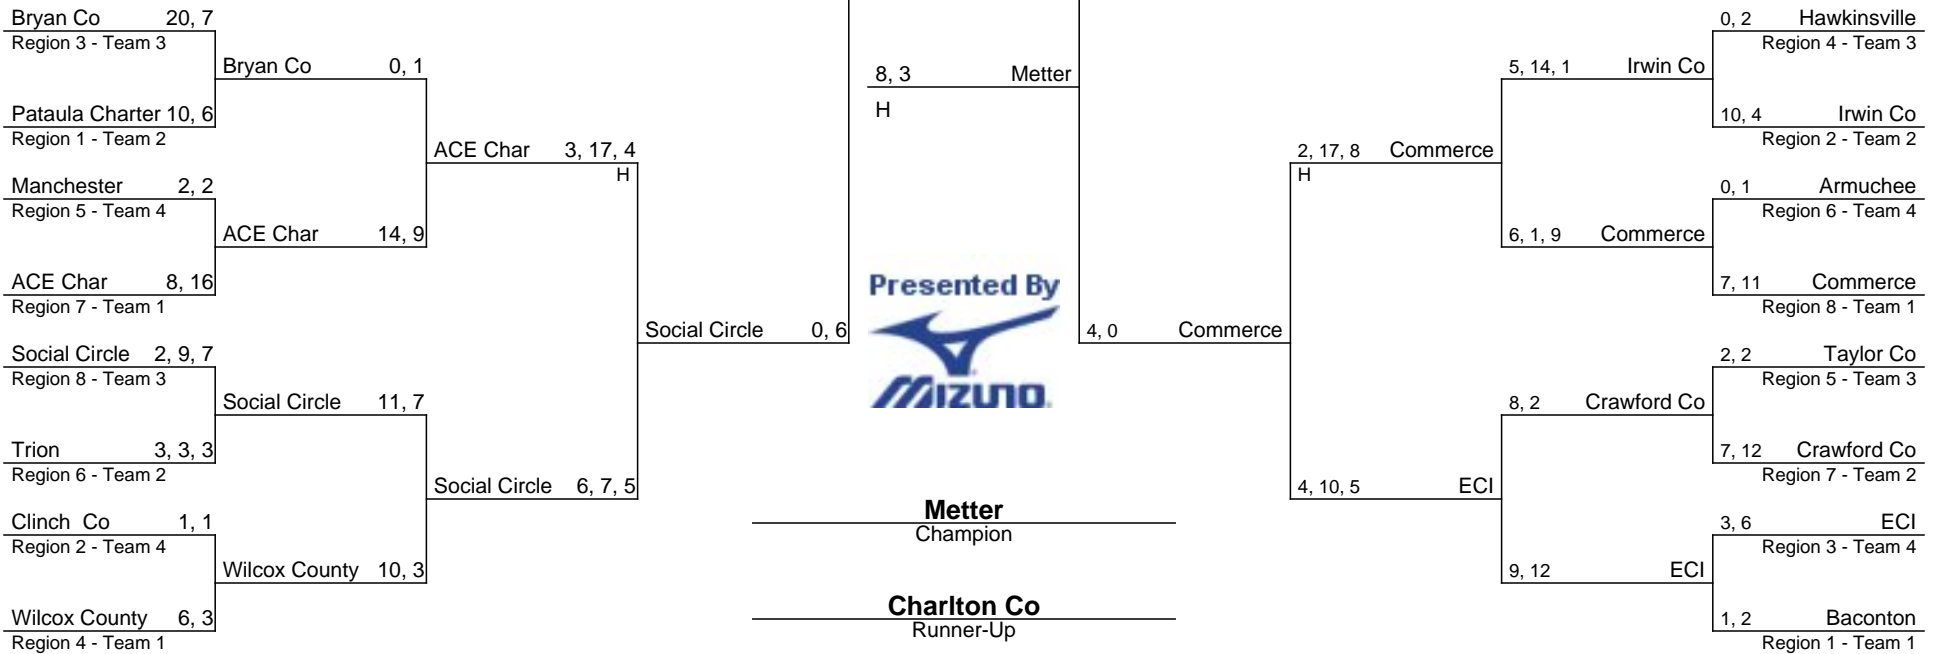 Bryan Co 20, 7
Region 3 - Team 3
Bryan Co 0, 1
Pataula Charter 10, 6
Region 1 - Team 2
ACE Char 3, 17, 4
H
Manchester 2, 2
Region 5 - Team 4
ACE Char 14, 9
ACE Char 8, 16
Region 7 - Team 1
Social Circle 0, 6
Social Circle 2, 9, 7
Region 8 - Team 3
Social Circle 11, 7
Trion 3, 3, 3
Region 6 - Team 2
Social Circle 6, 7, 5
Clinch Co 1, 1
Region 2 - Team 4
Wilcox County 10, 3
Wilcox County 6, 3
Region 4 - Team 1
8, 3 Metter
H
Presented By
MIZUNO
Metter
Champion
Charlton Co
Runner-Up
0, 2 Hawkinsville
Region 4 - Team 3
5, 14, 1 Irwin Co
10, 4 Irwin Co
Region 2 - Team 2
2, 17, 8 Commerce
H
0, 1 Armuchee
Region 6 - Team 4
6, 1, 9 Commerce
7, 11 Commerce
Region 8 - Team 1
4, 0 Commerce
2, 2 Taylor Co
Region 5 - Team 3
8, 2 Crawford Co
7, 12 Crawford Co
Region 7 - Team 2
4, 10, 5 ECI
3, 6 ECI
Region 3 - Team 4
9, 12 ECI
1, 2 Baconton
Region 1 - Team 1